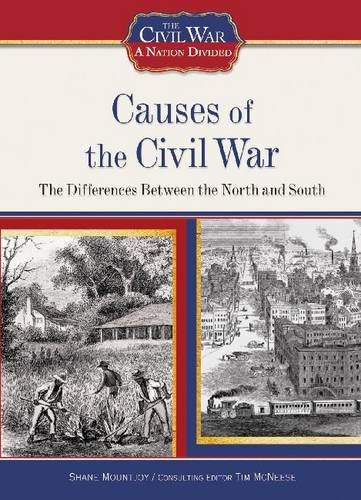 THE
CIVIL WAR
A NATION DIVIDED
Causes of
the Civil War
The Differences Between the North and South
SHANE MOUNTJOY / CONSULTING EDITOR TIM MCNEESE